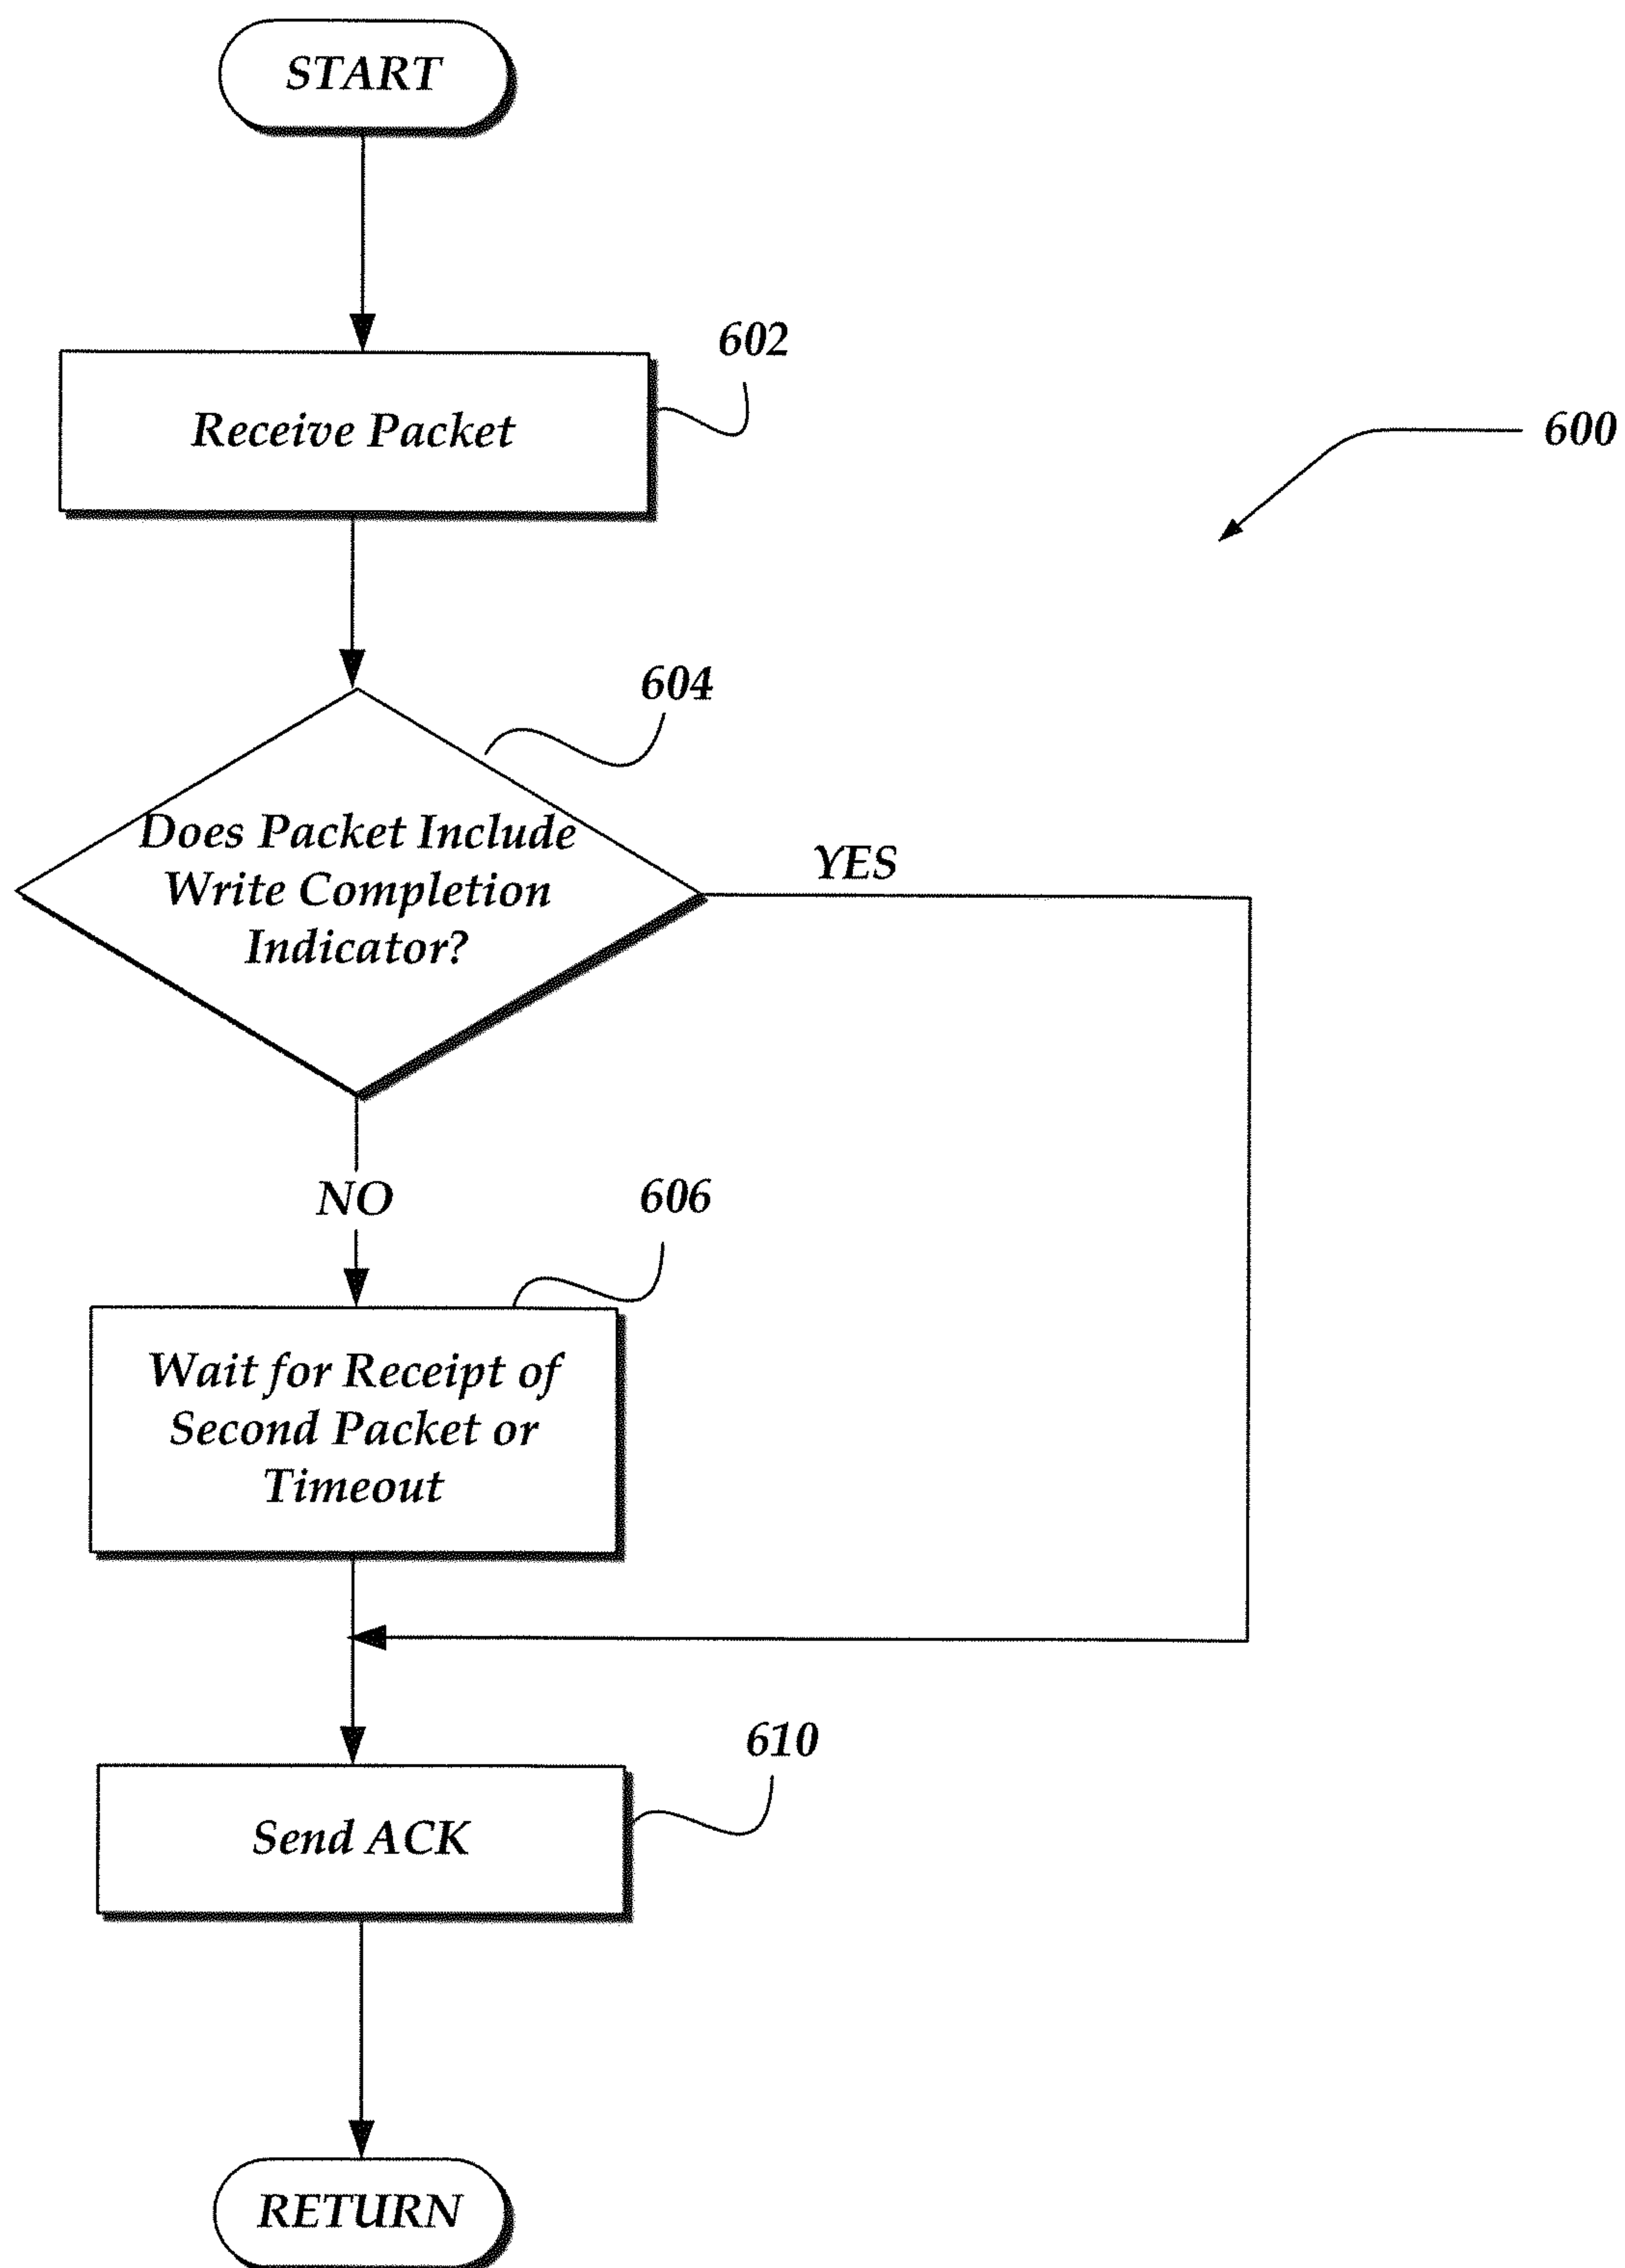 START
602
Receive Packet
600
604
Does Packet Include
Write Completion
Indicator?
YES
NO
606
Wait for Receipt of
Second Packet or
Timeout
610
Send ACK
RETURN